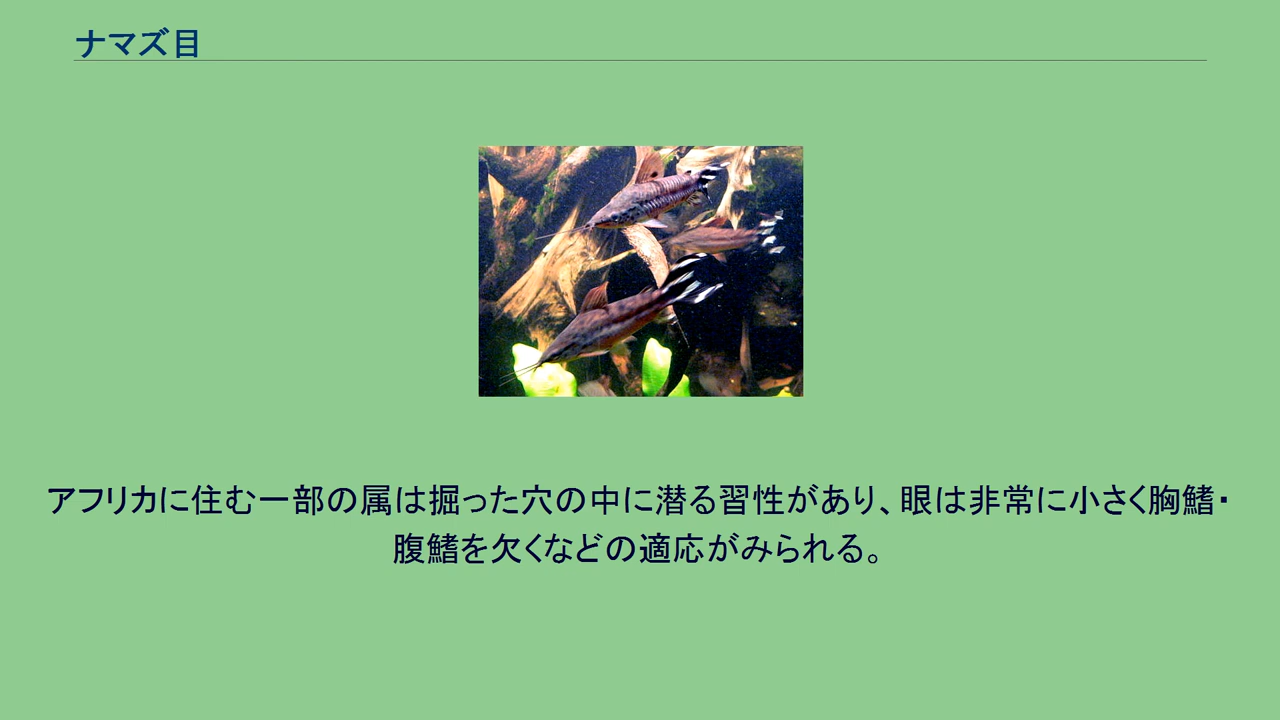 ナマズ目
アフリカに住む一部の属は掘った穴の中に潜る習性があり、眼は非常に小さく胸鰭・
腹鰭を欠くなどの適応がみられる。